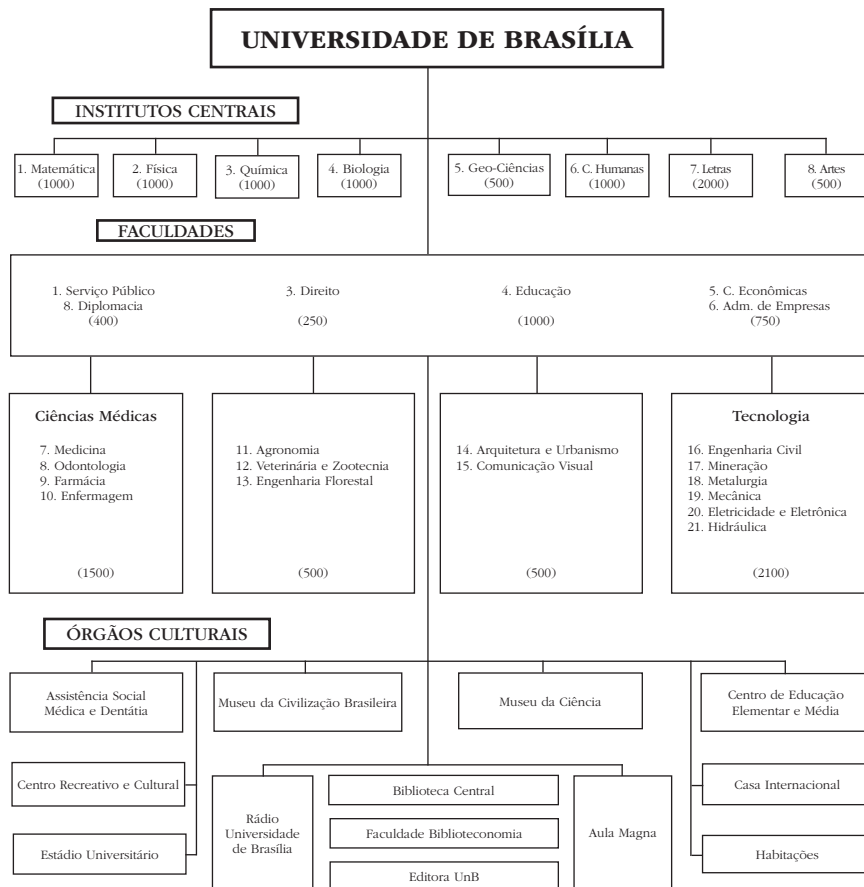 UNIVERSIDADE DE BRASÍLIA
INSTITUTOS CENTRAIS
1. Matemática
(1000)
2. Física
(1000)
3. Química
(1000)
4. Biologia
(1000)
5. Geo-Ciências
(500)
6. C. Humanas
(1000)
7. Letras
(2000)
8. Artes
(500)
FACULDADES
1. Serviço Público
8. Diplomacia
(400)
3. Direito
(250)
4. Educação
(1000)
5. C. Econômicas
6. Adm. de Empresas
(750)
Ciências Médicas
7. Medicina
8. Odontologia
9. Farmácia
10. Enfermagem
(1500)
11. Agronomia
12. Veterinária e Zootecnia
13. Engenharia Florestal
(500)
14. Arquitetura e Urbanismo
15. Comunicação Visual
(500)
Tecnologia
16. Engenharia Civil
17. Mineração
18. Metalurgia
19. Mecânica
20. Eletricidade e Eletrônica
21. Hidráulica
(2100)
ÓRGÃOS CULTURAIS
Assistência Social
Médica e Dentátia
Museu da Civilização Brasileira
Museu da Ciência
Centro de Educação
Elementar e Média
Centro Recreativo e Cultural
Estádio Universitário
Rádio
Universidade
de Brasília
Biblioteca Central
Faculdade Biblioteconomia
Editora UnB
Aula Magna
Casa Internacional
Habitações